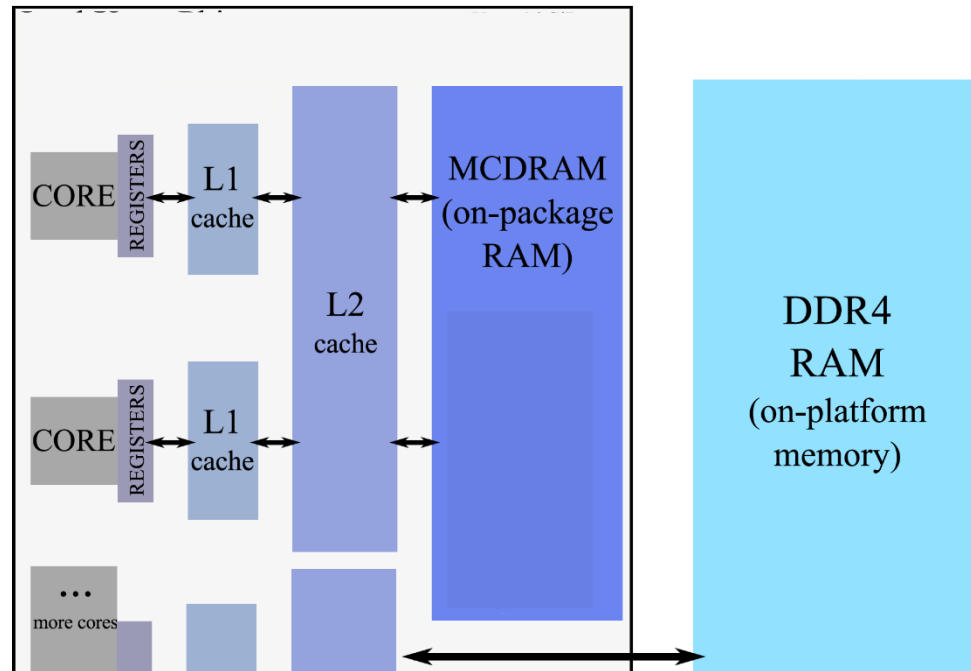 CORE
REGISTERS
L1
cache
L2
cache
MCDRAM
(on-package
RAM)
DDR4
RAM
(on-platform
memory)
CORE
REGISTERS
L1
cache
...
more cores